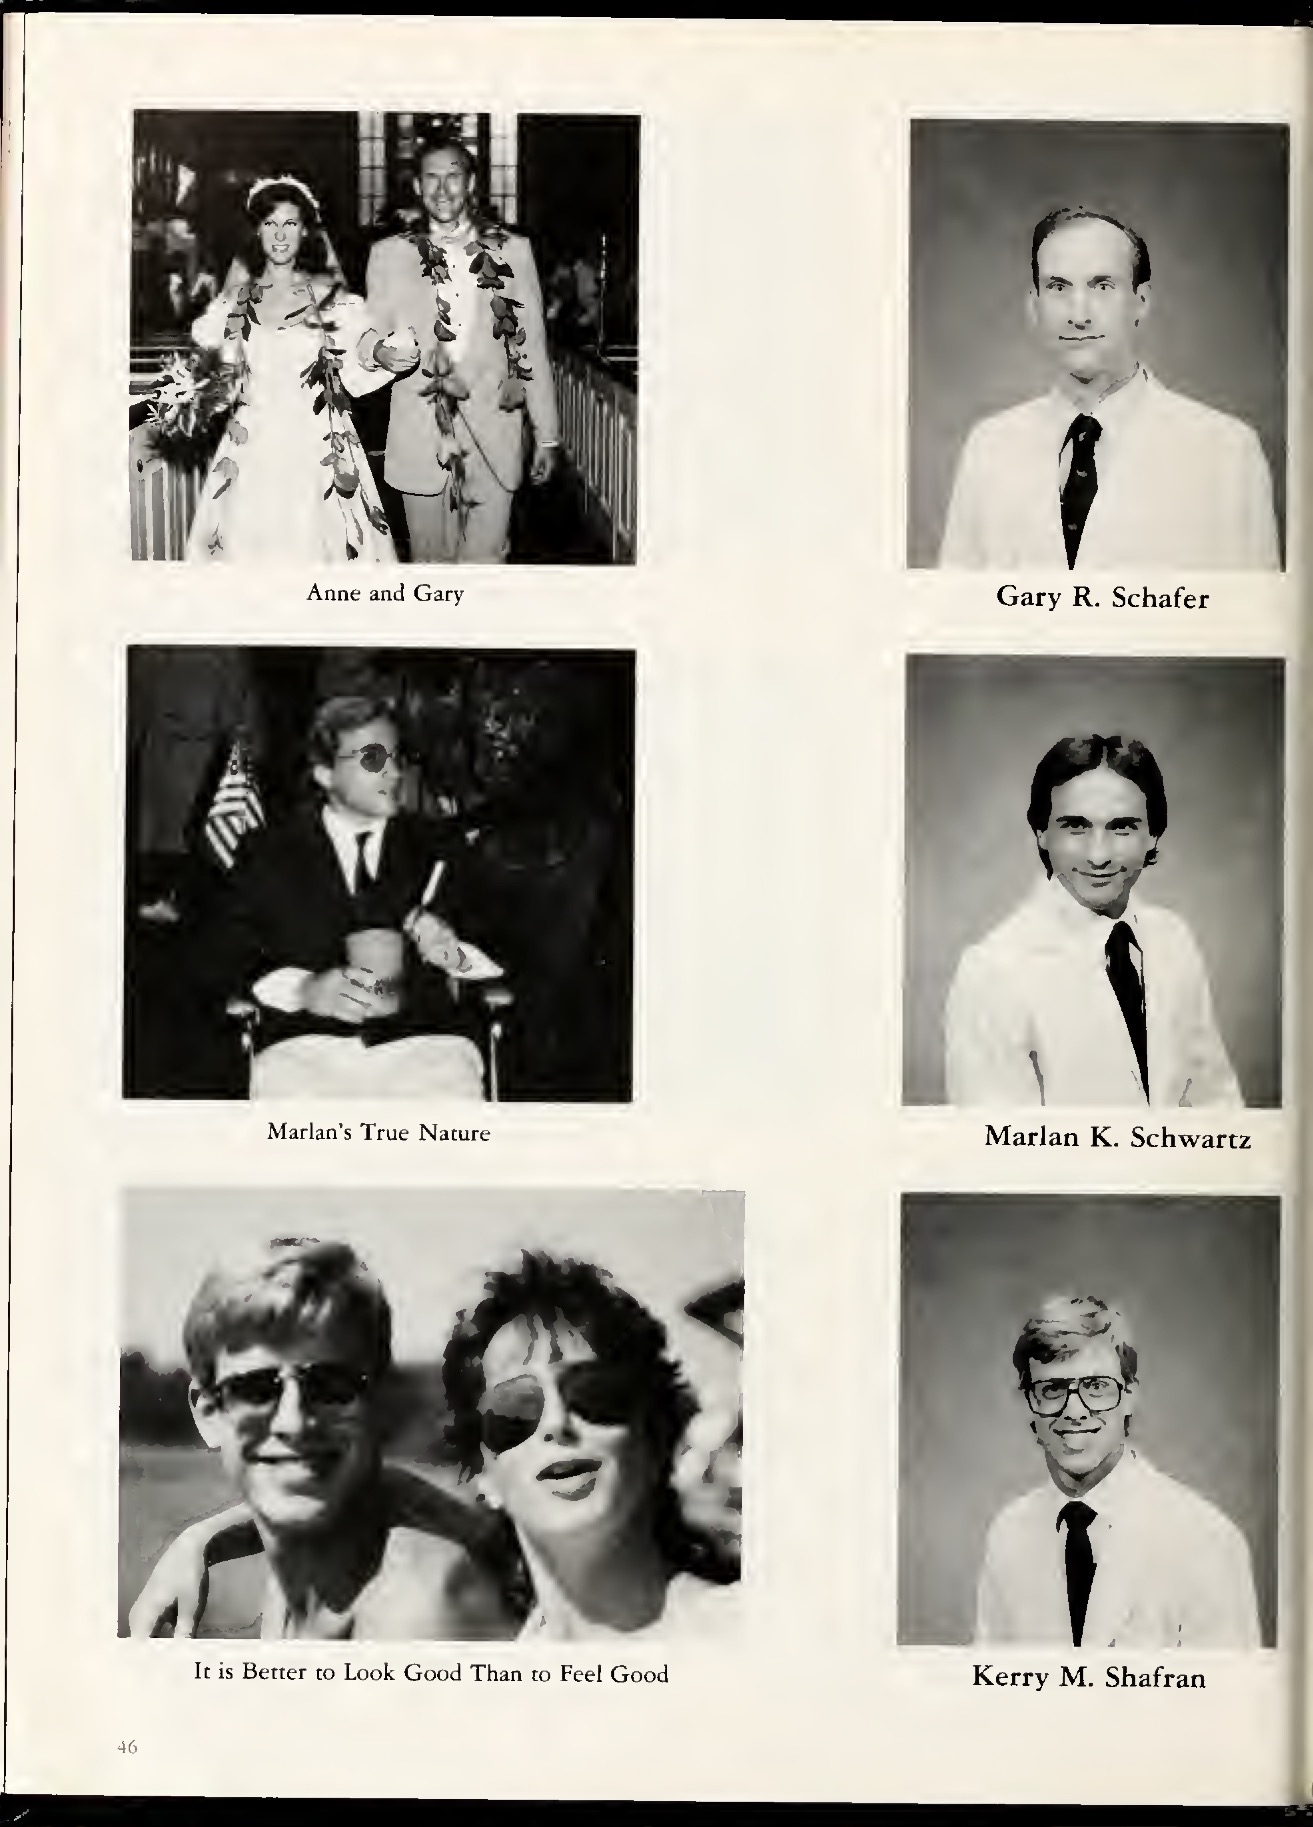 Anne and Gary
Gary R. Schafer
Marlan's True Nature
Marlan K. Schwartz
It is Better to Look Good Than to Feel Good
Kerry M. Shafran
46